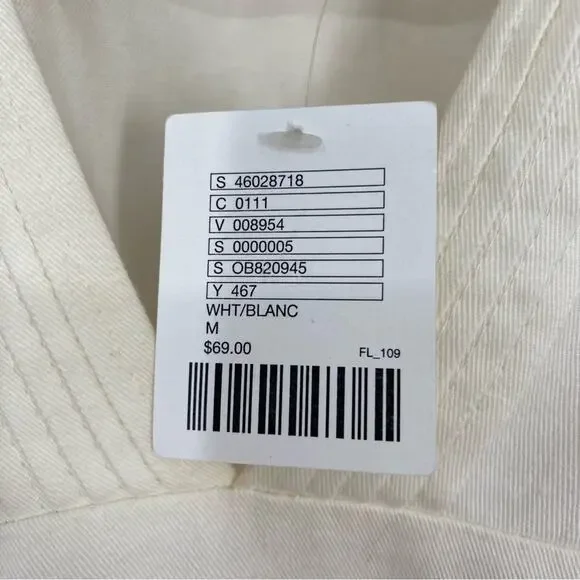 S 46028718
C 0111
V 008954
S 0000005
S OB820945
Y 467
WHT/BLANC
M
$69.00
FL_109